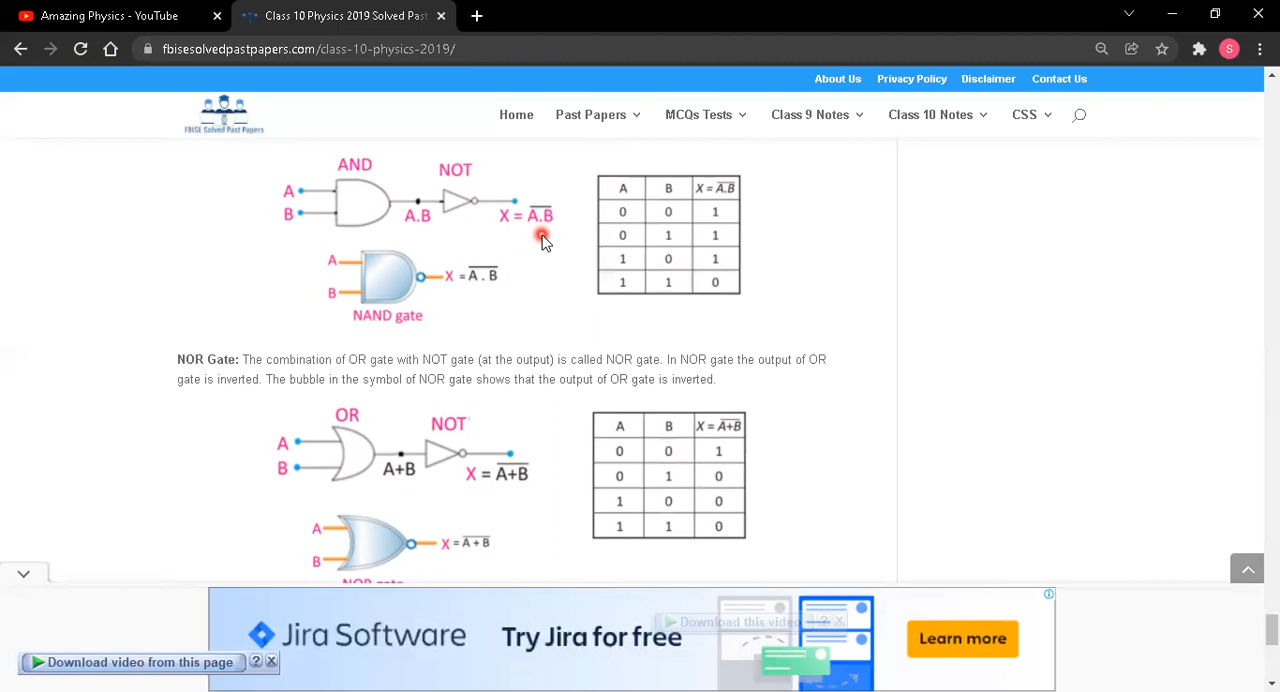 Amazing Physics - YouTube
Class 10 Physics 2019 Solved Past
fbisesolvedpastpapers.com/class-10-physics-2019/
S
About Us Privacy Policy Disclaimer Contact Us
FBISE Solved Past Papers
Home Past Papers MCQs Tests Class 9 Notes Class 10 Notes CSS
AND
NOT
A
B
A.B
X = A̅.̅B̅
A
B
X = A̅ ̅.̅ ̅B̅
NAND gate
A B X = A̅.̅B̅
0 0 1
0 1 1
1 0 1
1 1 0
NOR Gate: The combination of OR gate with NOT gate (at the output) is called NOR gate. In NOR gate the output of OR
gate is inverted. The bubble in the symbol of NOR gate shows that the output of OR gate is inverted.
OR
NOT
A
B
A+B
X = A̅+̅B̅
A
B
X = A̅ ̅+̅ ̅B̅
NOR gate
A B X = A̅+̅B̅
0 0 1
0 1 0
1 0 0
1 1 0
Jira Software
Try Jira for free
Learn more
Download this video ? X
Download video from this page ? X